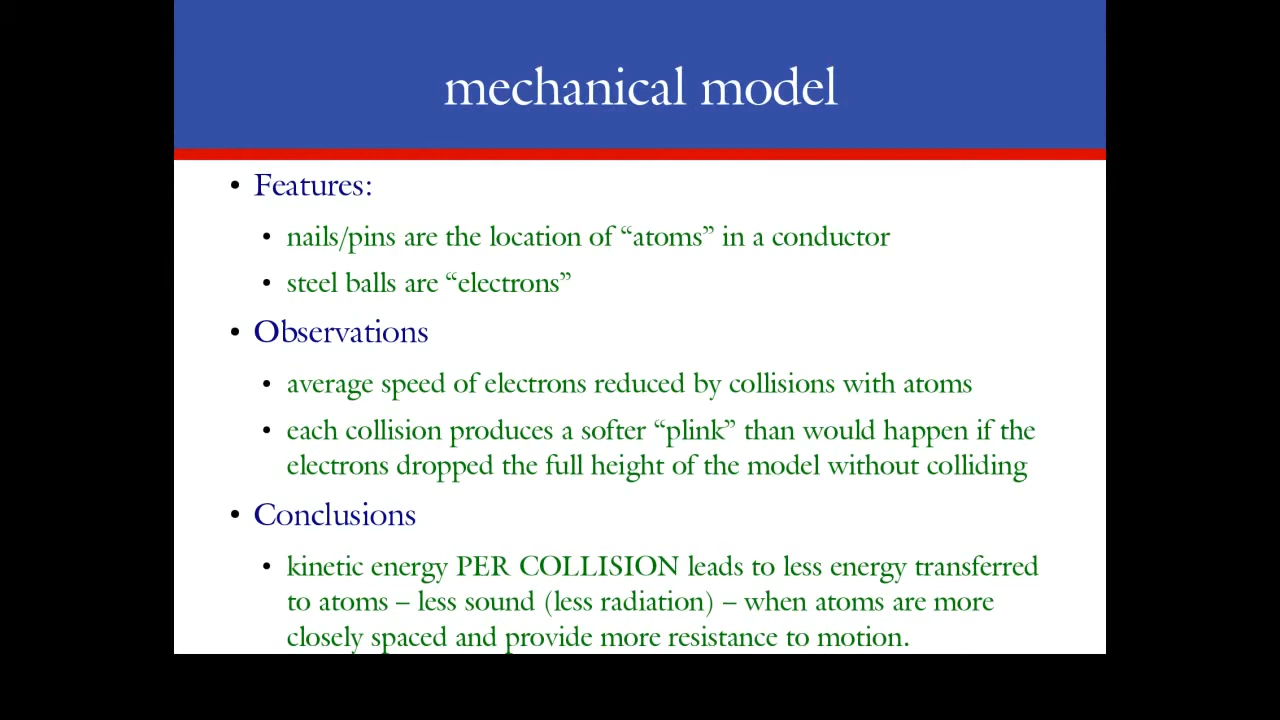 mechanical model
• Features:
• nails/pins are the location of “atoms” in a conductor
• steel balls are “electrons”
• Observations
• average speed of electrons reduced by collisions with atoms
• each collision produces a softer “plink” than would happen if the
electrons dropped the full height of the model without colliding
• Conclusions
• kinetic energy PER COLLISION leads to less energy transferred
to atoms – less sound (less radiation) – when atoms are more
closely spaced and provide more resistance to motion.